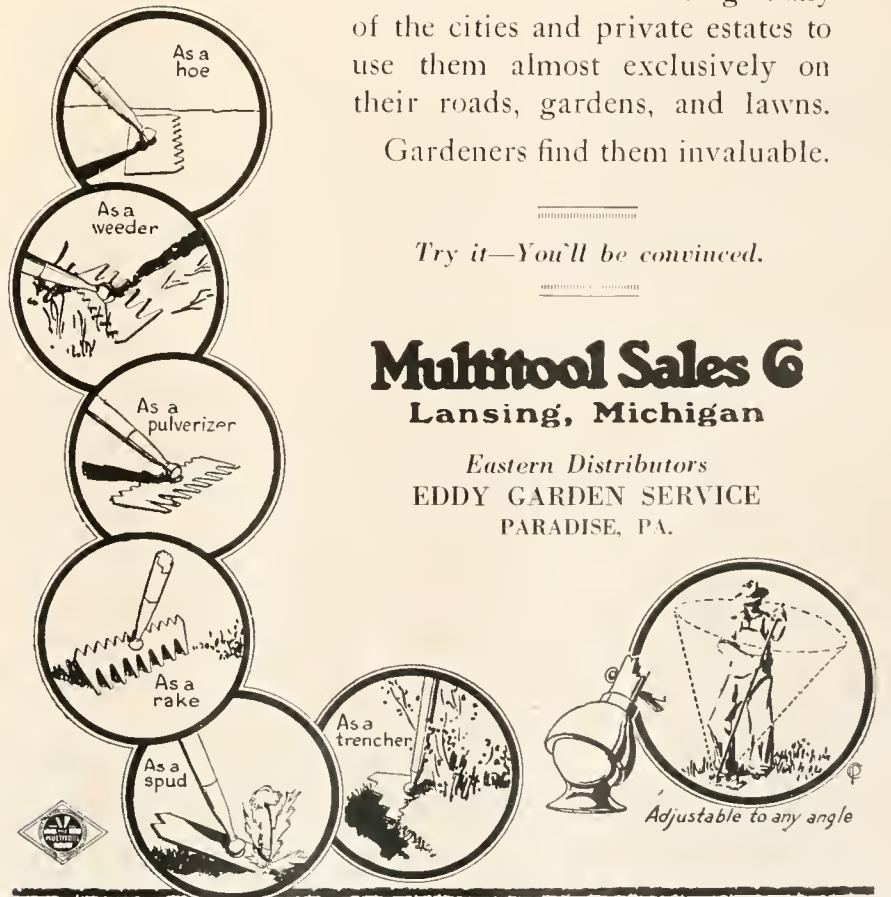 of the cities and private estates to
use them almost exclusively on
their roads, gardens, and lawns.
Gardeners find them invaluable.
Try it—You'll be convinced.
Multitool Sales Co
Lansing, Michigan
Eastern Distributors
EDDY GARDEN SERVICE
PARADISE, PA.
As a
hoe
As a
weeder
As a
pulverizer
As a
rake
As a
spud
As a
trencher
Adjustable to any angle
MULTITOOL